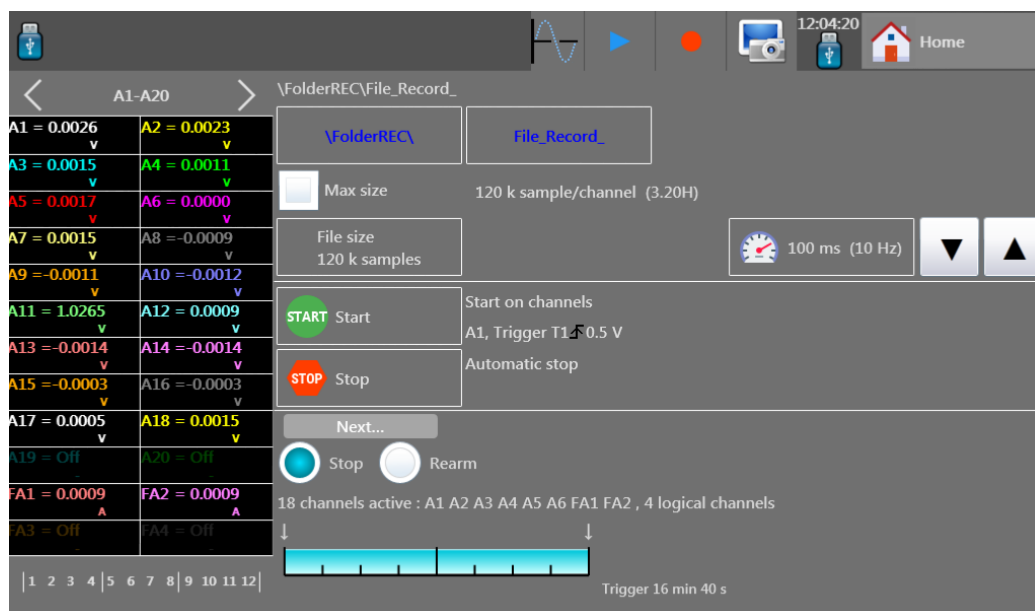 12:04:20
Home
A1-A20
\FolderREC\File_Record_
A1 = 0.0026 V
A2 = 0.0023 V
\FolderREC\
File_Record_
A3 = 0.0015 V
A4 = 0.0011 V
Max size
120 k sample/channel (3.20H)
A5 = 0.0017 V
A6 = 0.0000 V
A7 = 0.0015 V
A8 =-0.0009 V
File size
120 k samples
100 ms (10 Hz)
A9 =-0.0011 V
A10 =-0.0012 V
A11 = 1.0265 V
A12 = 0.0009 V
START Start
Start on channels
A1, Trigger T1 0.5 V
A13 =-0.0014 V
A14 =-0.0014 V
STOP Stop
Automatic stop
A15 =-0.0003 V
A16 =-0.0003 V
A17 = 0.0005 V
A18 = 0.0015 V
Next...
A19 = Off -
A20 = Off -
Stop
Rearm
FA1 = 0.0009 A
FA2 = 0.0009 A
18 channels active : A1 A2 A3 A4 A5 A6 FA1 FA2 , 4 logical channels
FA3 = Off -
FA4 = Off -
|1 2 3 4|5 6 7 8|9 10 11 12|
Trigger 16 min 40 s